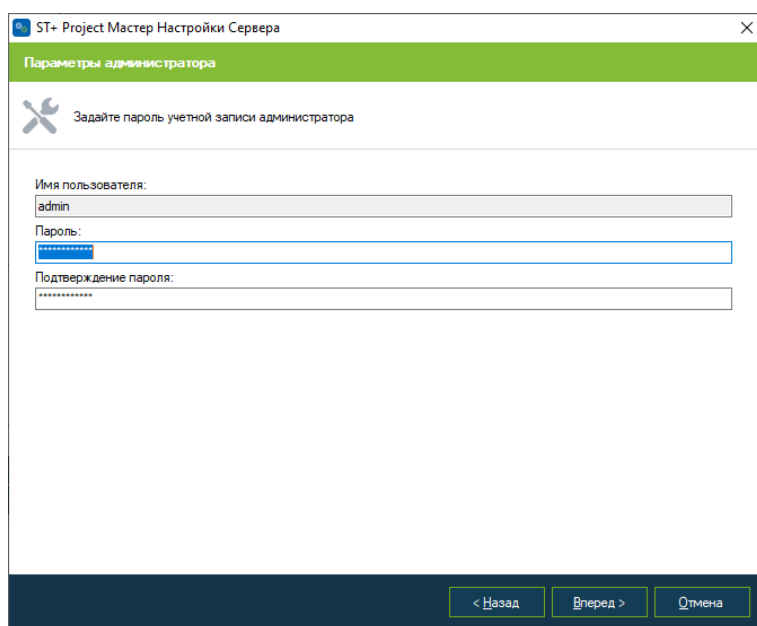 ST+ Project Мастер Настройки Сервера
Параметры администратора
Задайте пароль учетной записи администратора
Имя пользователя:
admin
Пароль:
************
Подтверждение пароля:
************
< Назад
Вперед >
Отмена